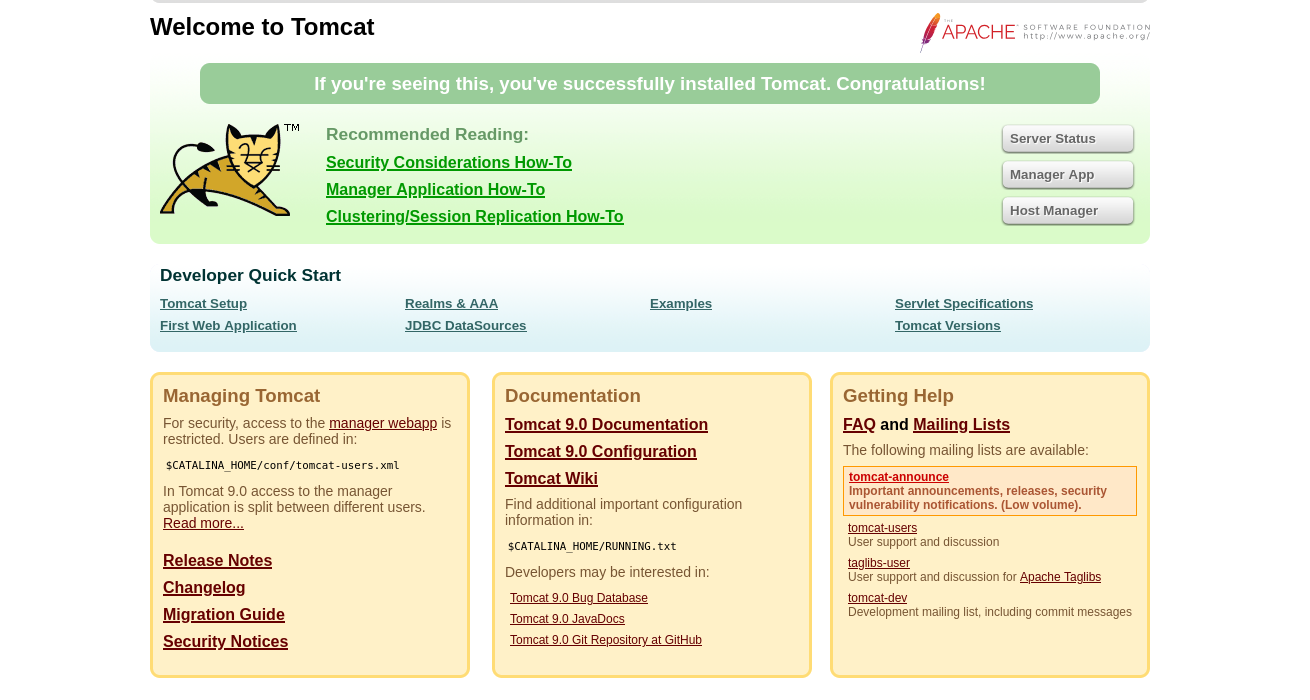 Welcome to Tomcat
THE APACHE SOFTWARE FOUNDATION
http://www.apache.org/
If you're seeing this, you've successfully installed Tomcat. Congratulations!
TM
Recommended Reading:
Security Considerations How-To
Manager Application How-To
Clustering/Session Replication How-To
Server Status
Manager App
Host Manager
Developer Quick Start
Tomcat Setup
First Web Application
Realms & AAA
JDBC DataSources
Examples
Servlet Specifications
Tomcat Versions
Managing Tomcat
For security, access to the manager webapp is
restricted. Users are defined in:
$CATALINA_HOME/conf/tomcat-users.xml
In Tomcat 9.0 access to the manager
application is split between different users.
Read more...
Release Notes
Changelog
Migration Guide
Security Notices
Documentation
Tomcat 9.0 Documentation
Tomcat 9.0 Configuration
Tomcat Wiki
Find additional important configuration
information in:
$CATALINA_HOME/RUNNING.txt
Developers may be interested in:
Tomcat 9.0 Bug Database
Tomcat 9.0 JavaDocs
Tomcat 9.0 Git Repository at GitHub
Getting Help
FAQ and Mailing Lists
The following mailing lists are available:
tomcat-announce
Important announcements, releases, security
vulnerability notifications. (Low volume).
tomcat-users
User support and discussion
taglibs-user
User support and discussion for Apache Taglibs
tomcat-dev
Development mailing list, including commit messages